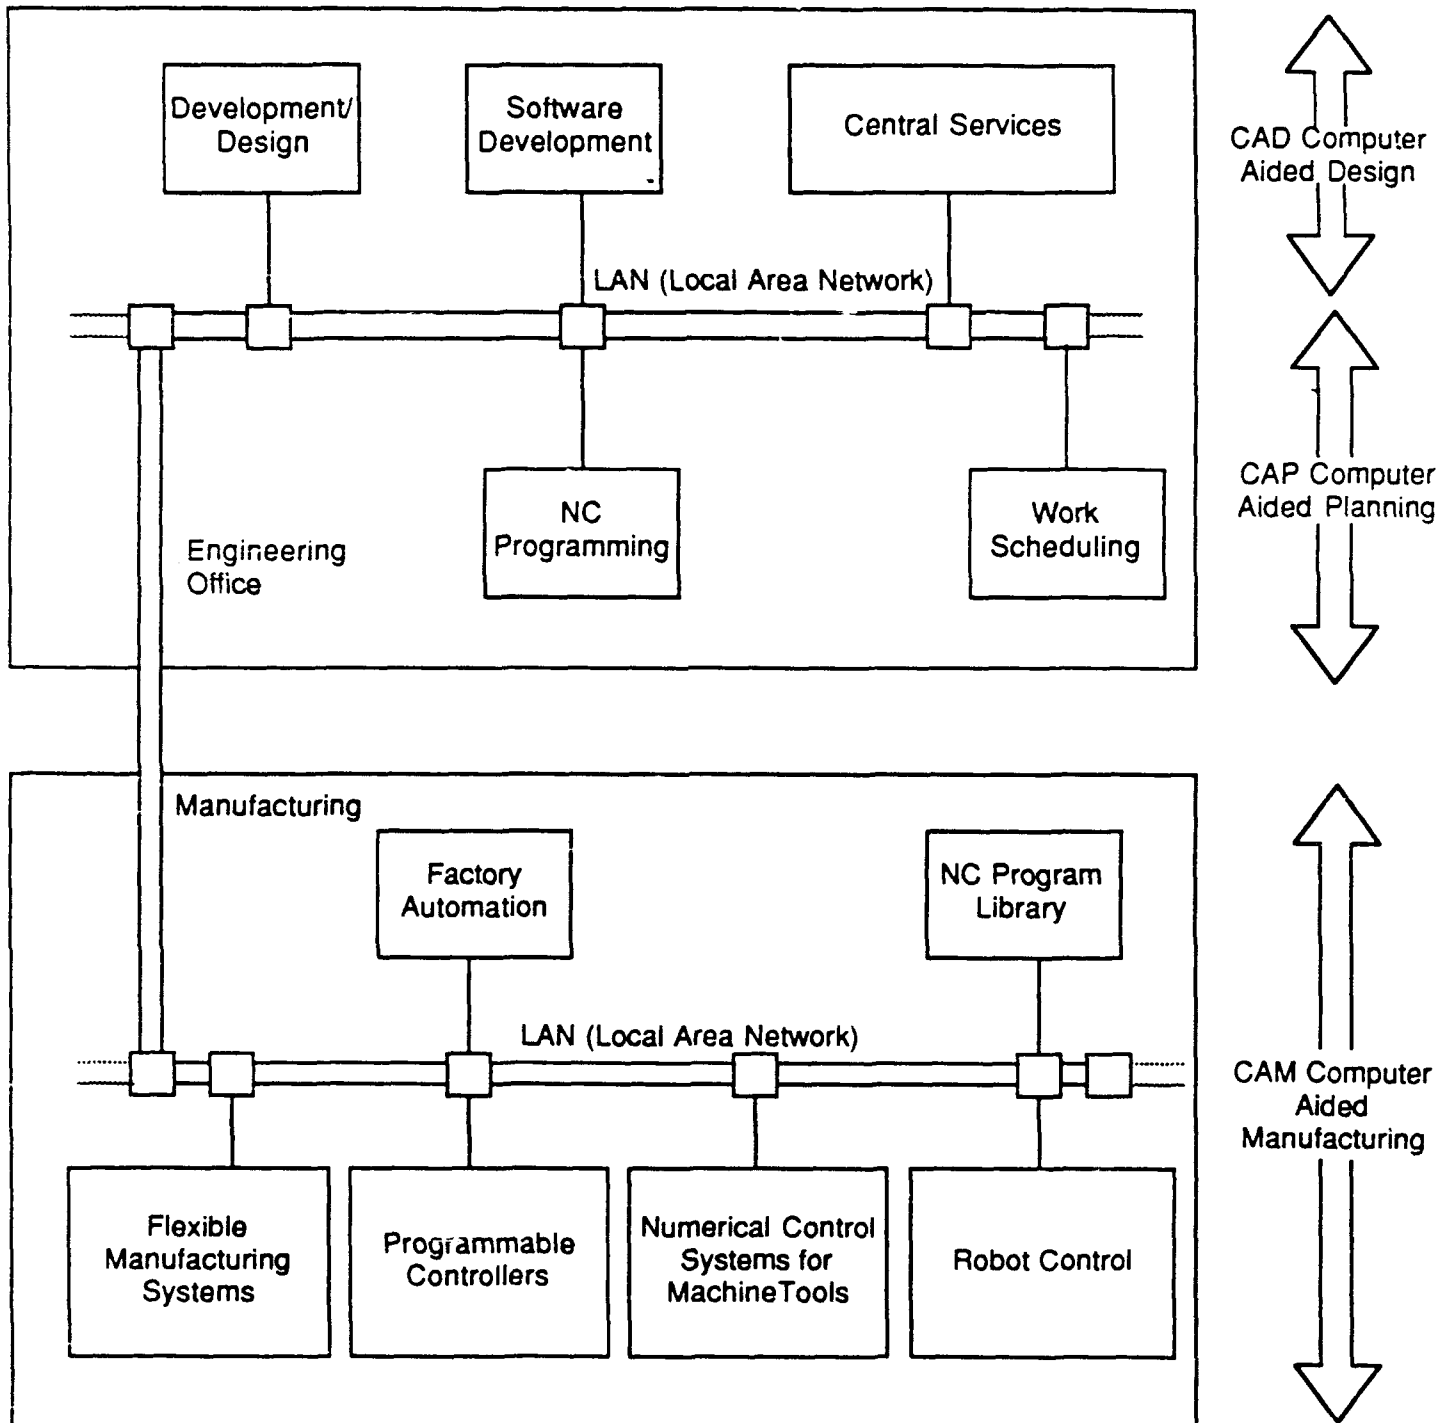 Development/
Design
Software
Development
Central Services
CAD Computer
Aided Design
LAN (Local Area Network)
NC
Programming
Work
Scheduling
CAP Computer
Aided Planning
Engineering
Office
Manufacturing
Factory
Automation
NC Program
Library
LAN (Local Area Network)
CAM Computer
Aided
Manufacturing
Flexible
Manufacturing
Systems
Programmable
Controllers
Numerical Control
Systems for
Machine Tools
Robot Control